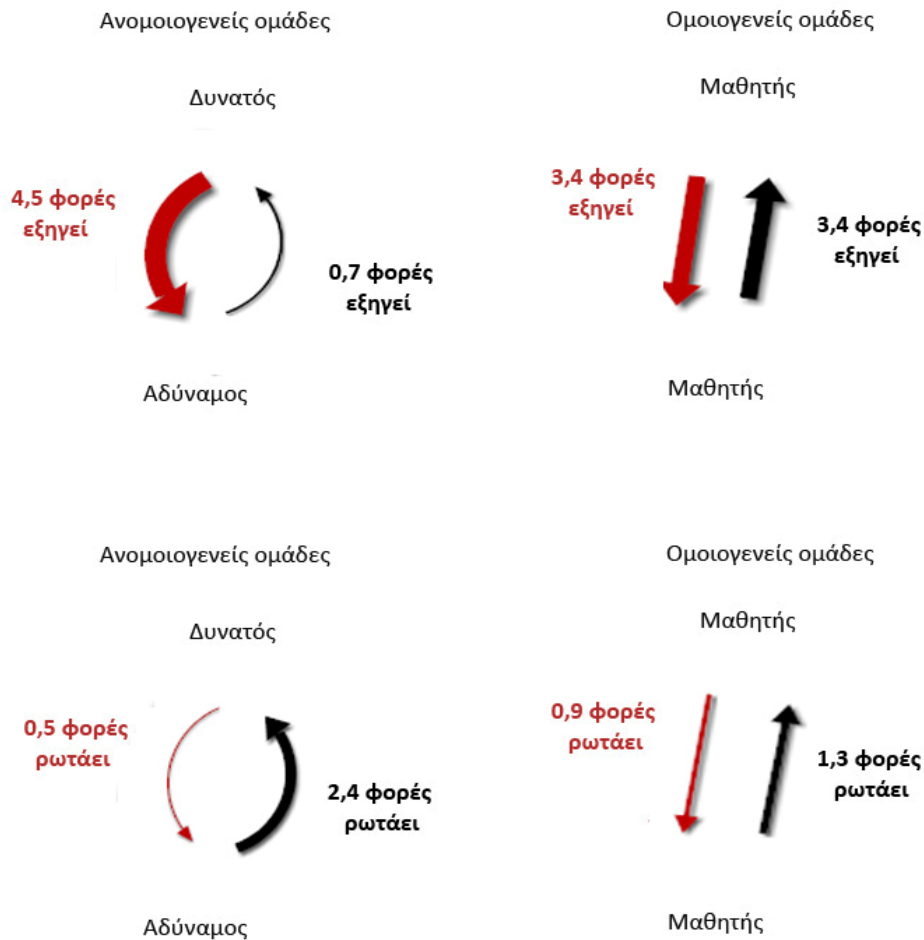 Ανομοιογενείς ομάδες
Δυνατός
4,5 φορές
εξηγεί
0,7 φορές
εξηγεί
Αδύναμος
Ομοιογενείς ομάδες
Μαθητής
3,4 φορές
εξηγεί
3,4 φορές
εξηγεί
Μαθητής
Ανομοιογενείς ομάδες
Δυνατός
0,5 φορές
ρωτάει
2,4 φορές
ρωτάει
Αδύναμος
Ομοιογενείς ομάδες
Μαθητής
0,9 φορές
ρωτάει
1,3 φορές
ρωτάει
Μαθητής